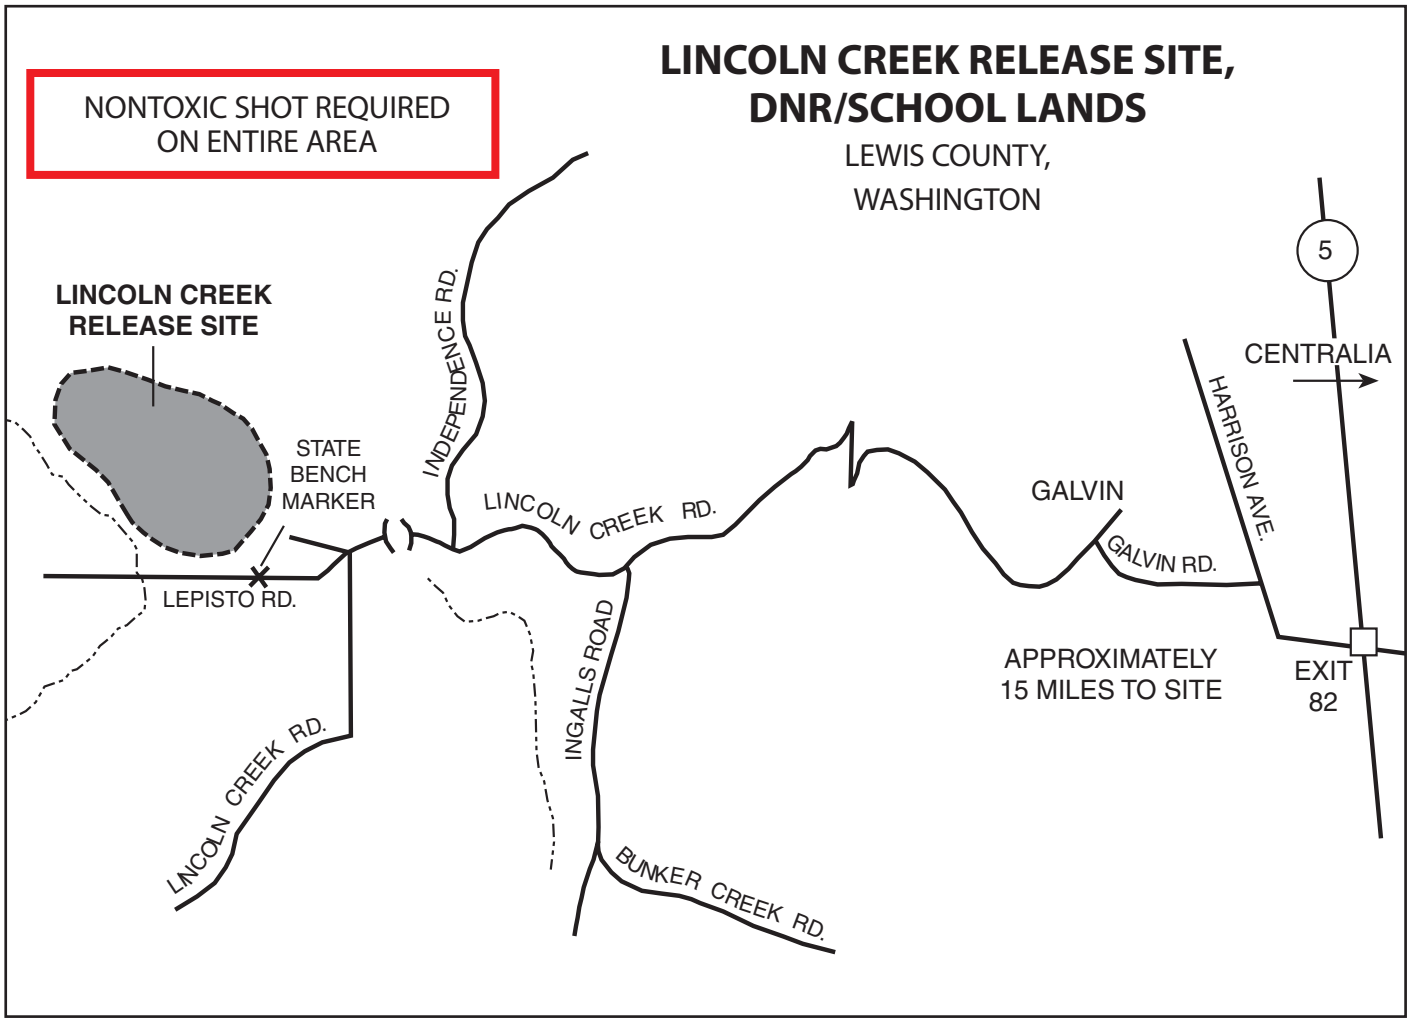 LINCOLN CREEK RELEASE SITE,
DNR/SCHOOL LANDS
LEWIS COUNTY,
WASHINGTON
NONTOXIC SHOT REQUIRED
ON ENTIRE AREA
5
CENTRALIA
HARRISON AVE.
LINCOLN CREEK
RELEASE SITE
INDEPENDENCE RD.
STATE
BENCH
MARKER
LINCOLN CREEK RD.
GALVIN
GALVIN RD.
LEPISTO RD.
INGALLS ROAD
APPROXIMATELY
15 MILES TO SITE
EXIT
82
LINCOLN CREEK RD.
BUNKER CREEK RD.